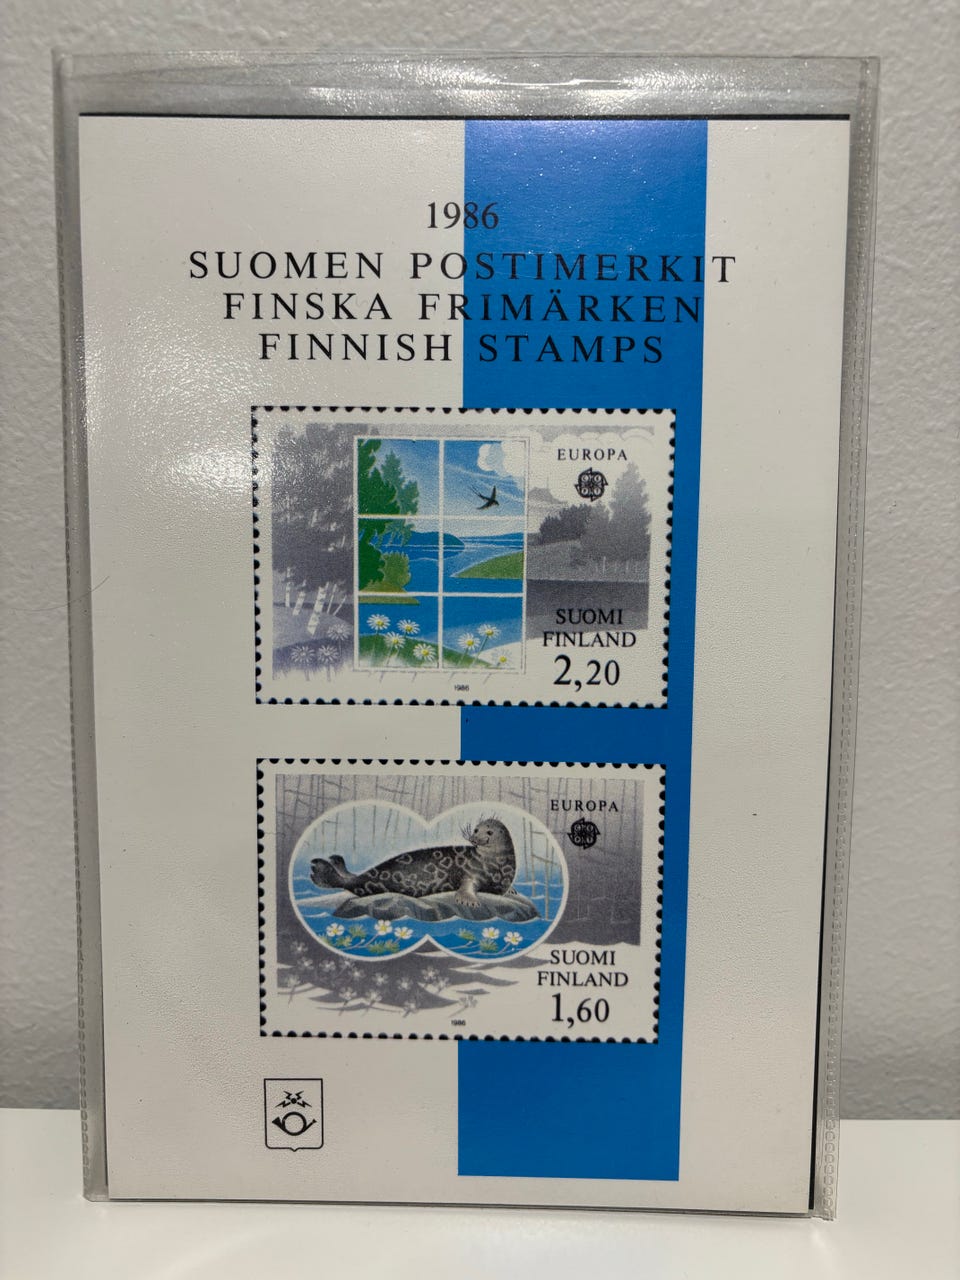 1986
SUOMEN POSTIMERKIT
FINSKA FRIMÄRKEN
FINNISH STAMPS
EUROPA
SUOMI
FINLAND
2,20
1986
EUROPA
SUOMI
FINLAND
1,60
1986